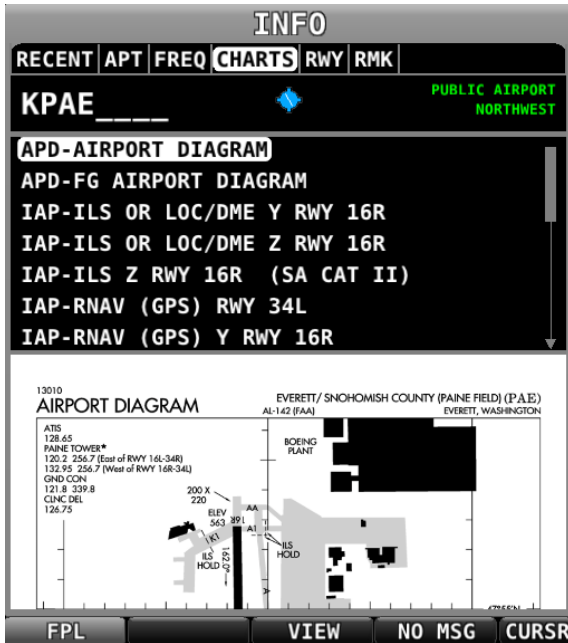 INFO
RECENT APT FREQ CHARTS RWY RMK
KPAE____
PUBLIC AIRPORT
NORTHWEST
APD-AIRPORT DIAGRAM
APD-FG AIRPORT DIAGRAM
IAP-ILS OR LOC/DME Y RWY 16R
IAP-ILS OR LOC/DME Z RWY 16R
IAP-ILS Z RWY 16R (SA CAT II)
IAP-RNAV (GPS) RWY 34L
IAP-RNAV (GPS) Y RWY 16R
13010
AIRPORT DIAGRAM
EVERETT/ SNOHOMISH COUNTY (PAINE FIELD) (PAE)
AL-142 (FAA)
EVERETT, WASHINGTON
ATIS
128.65
PAINE TOWER*
120.2 256.7 (East of RWY 16L-34R)
132.95 256.7 (West of RWY 16R-34L)
GND CON
121.8 339.8
CLNC DEL
126.75
BOEING
PLANT
200 X
220
ELEV
563
AA
16R
A1
K1
ILS
HOLD
ILS
HOLD
162.0°
A
FPL VIEW NO MSG CURSR